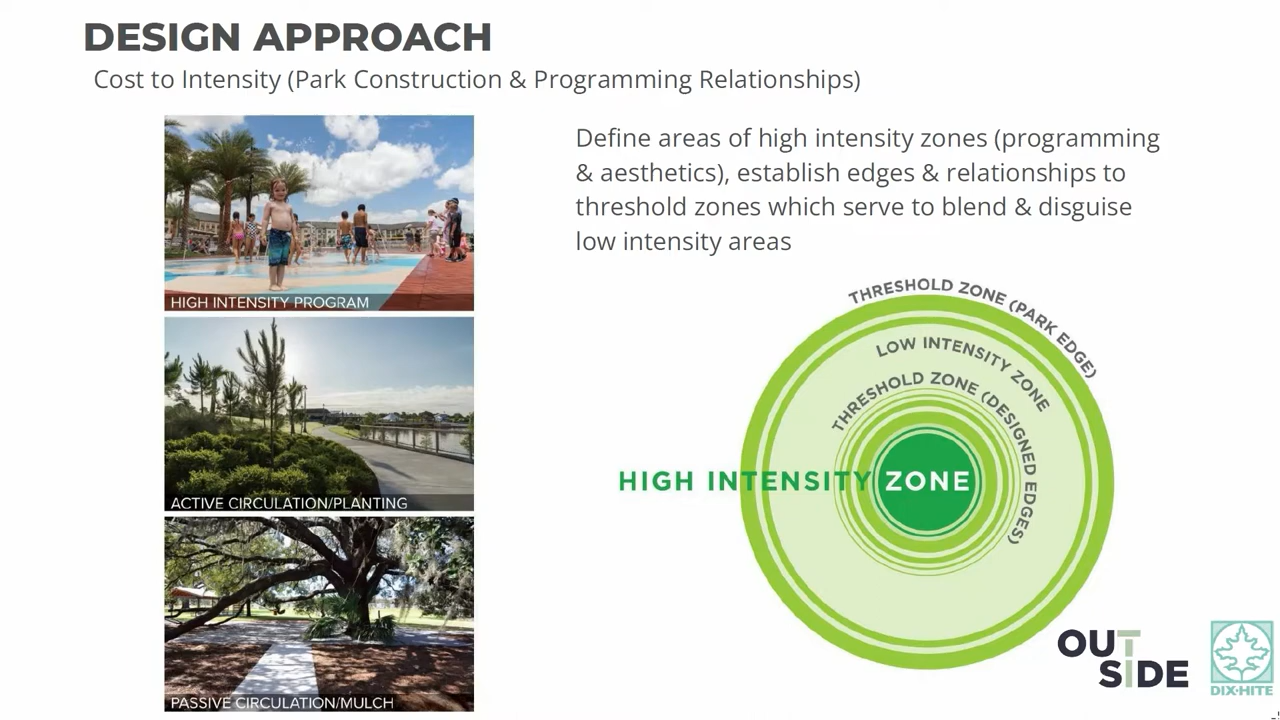 DESIGN APPROACH
Cost to Intensity (Park Construction & Programming Relationships)
HIGH INTENSITY PROGRAM
ACTIVE CIRCULATION/PLANTING
PASSIVE CIRCULATION/MULCH
Define areas of high intensity zones (programming
& aesthetics), establish edges & relationships to
threshold zones which serve to blend & disguise
low intensity areas
THRESHOLD ZONE (PARK EDGE)
LOW INTENSITY ZONE
THRESHOLD ZONE (DESIGNED EDGES)
HIGH INTENSITY ZONE
OUT
SIDE
DIX·HITE